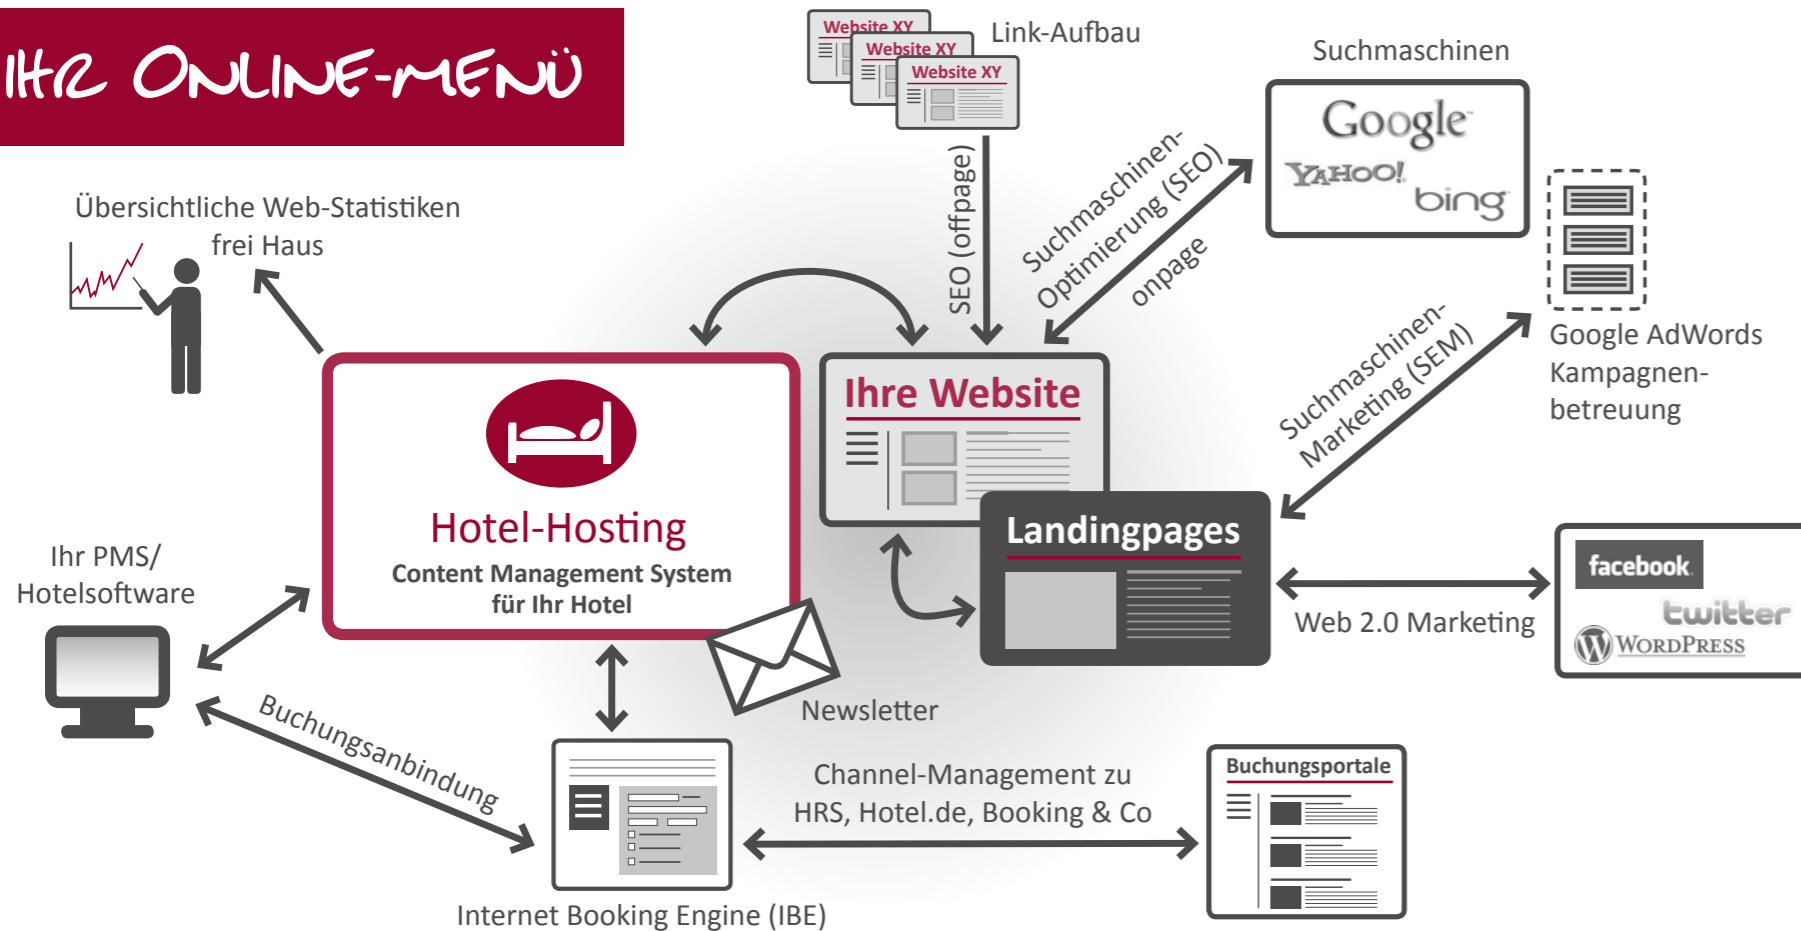 IHR ONLINE-MENÜ
Website XY
Website XY
Website XY
Link-Aufbau
Suchmaschinen
Google
YAHOO!
bing
SEO (offpage)
Suchmaschinen-
Optimierung (SEO)
onpage
Übersichtliche Web-Statistiken
frei Haus
Suchmaschinen-
Marketing (SEM)
Google AdWords
Kampagnen-
betreuung
Ihre Website
Hotel-Hosting
Content Management System
für Ihr Hotel
Landingpages
Ihr PMS/
Hotelsoftware
facebook
twitter
WORDPRESS
Web 2.0 Marketing
Newsletter
Buchungsanbindung
Channel-Management zu
HRS, Hotel.de, Booking & Co
Buchungsportale
Internet Booking Engine (IBE)